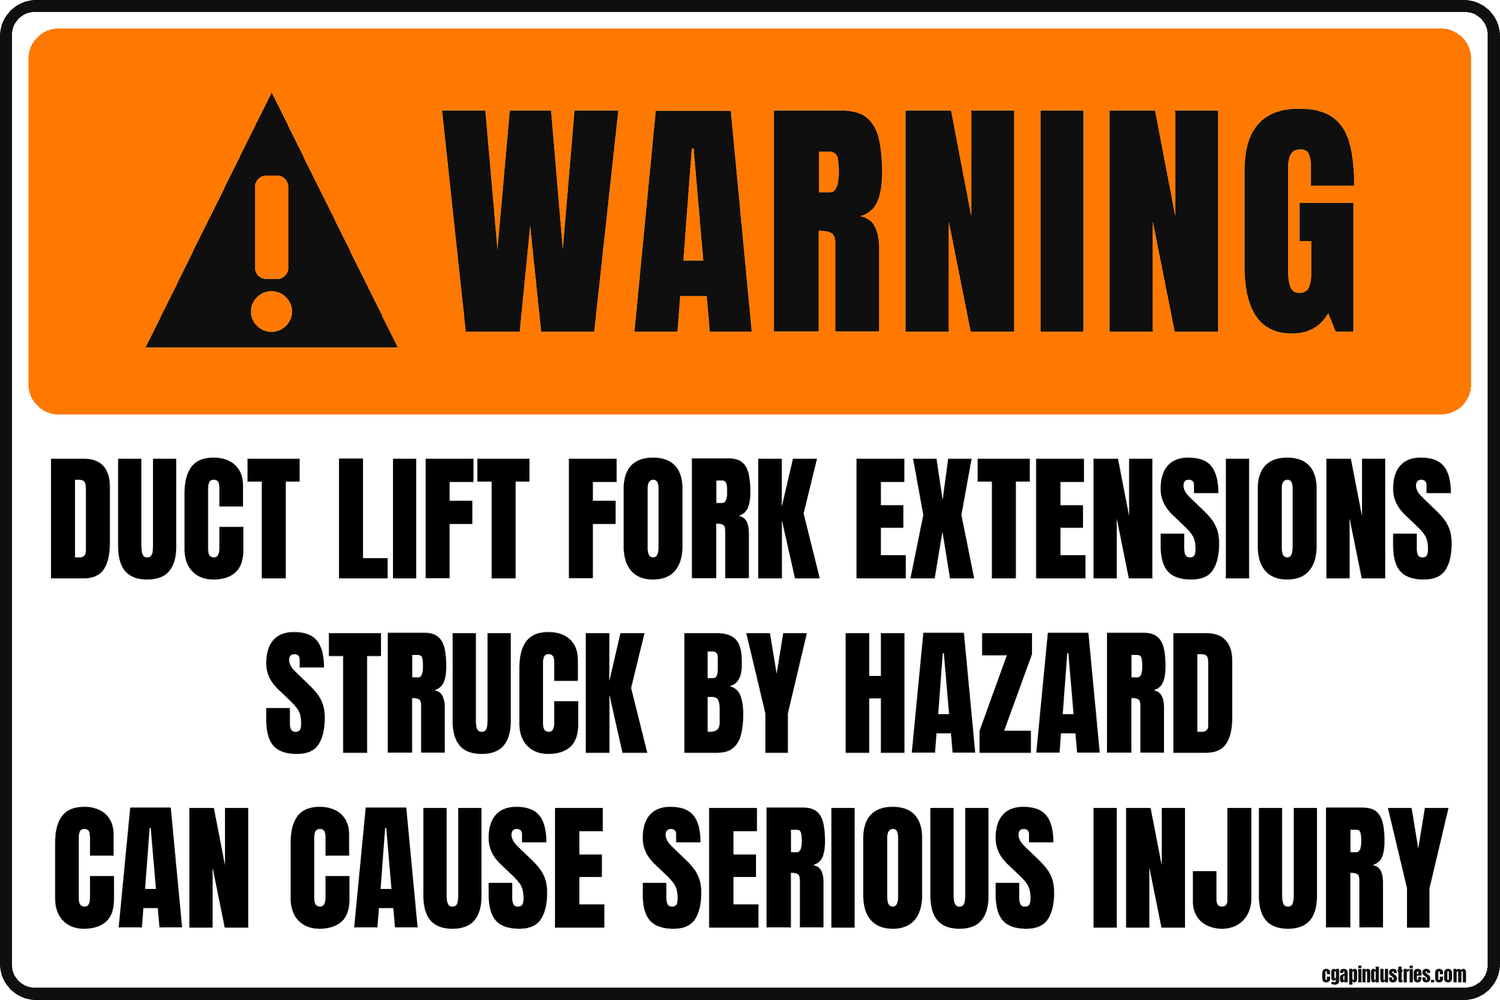 WARNING
DUCT LIFT FORK EXTENSIONS
STRUCK BY HAZARD
CAN CAUSE SERIOUS INJURY
cgapindustries.com